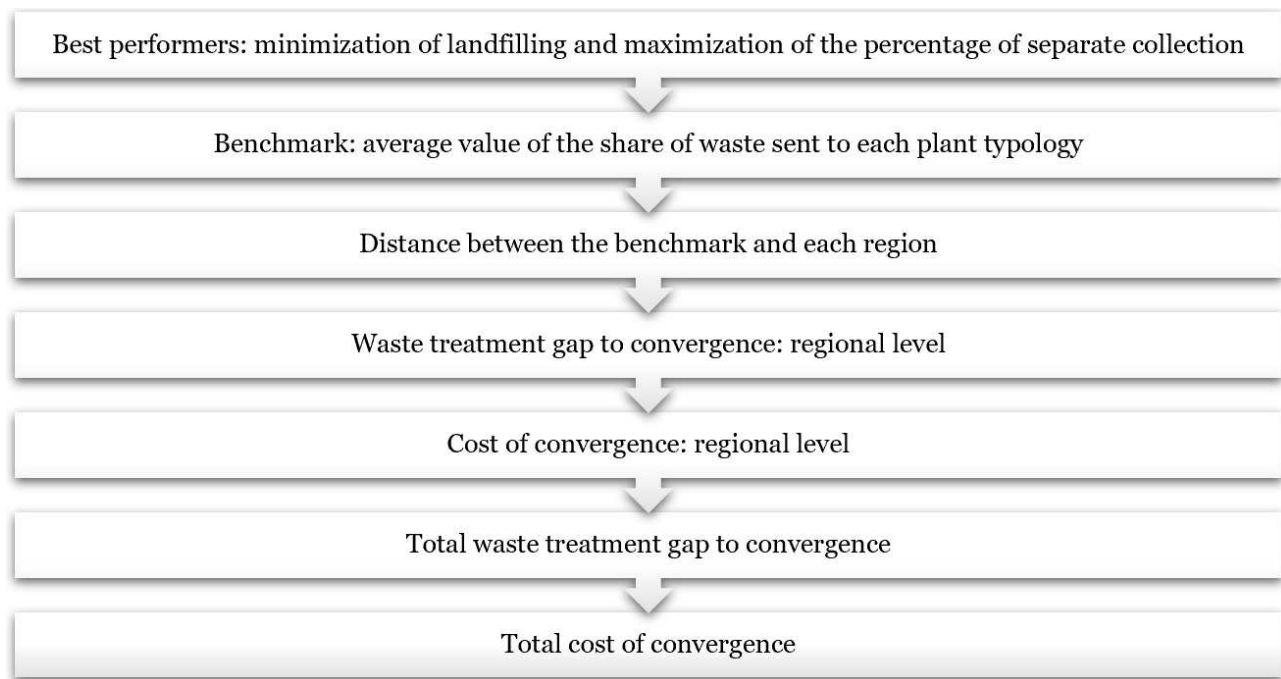 Best performers: minimization of landfilling and maximization of the percentage of separate collection
Benchmark: average value of the share of waste sent to each plant typology
Distance between the benchmark and each region
Waste treatment gap to convergence: regional level
Cost of convergence: regional level
Total waste treatment gap to convergence
Total cost of convergence